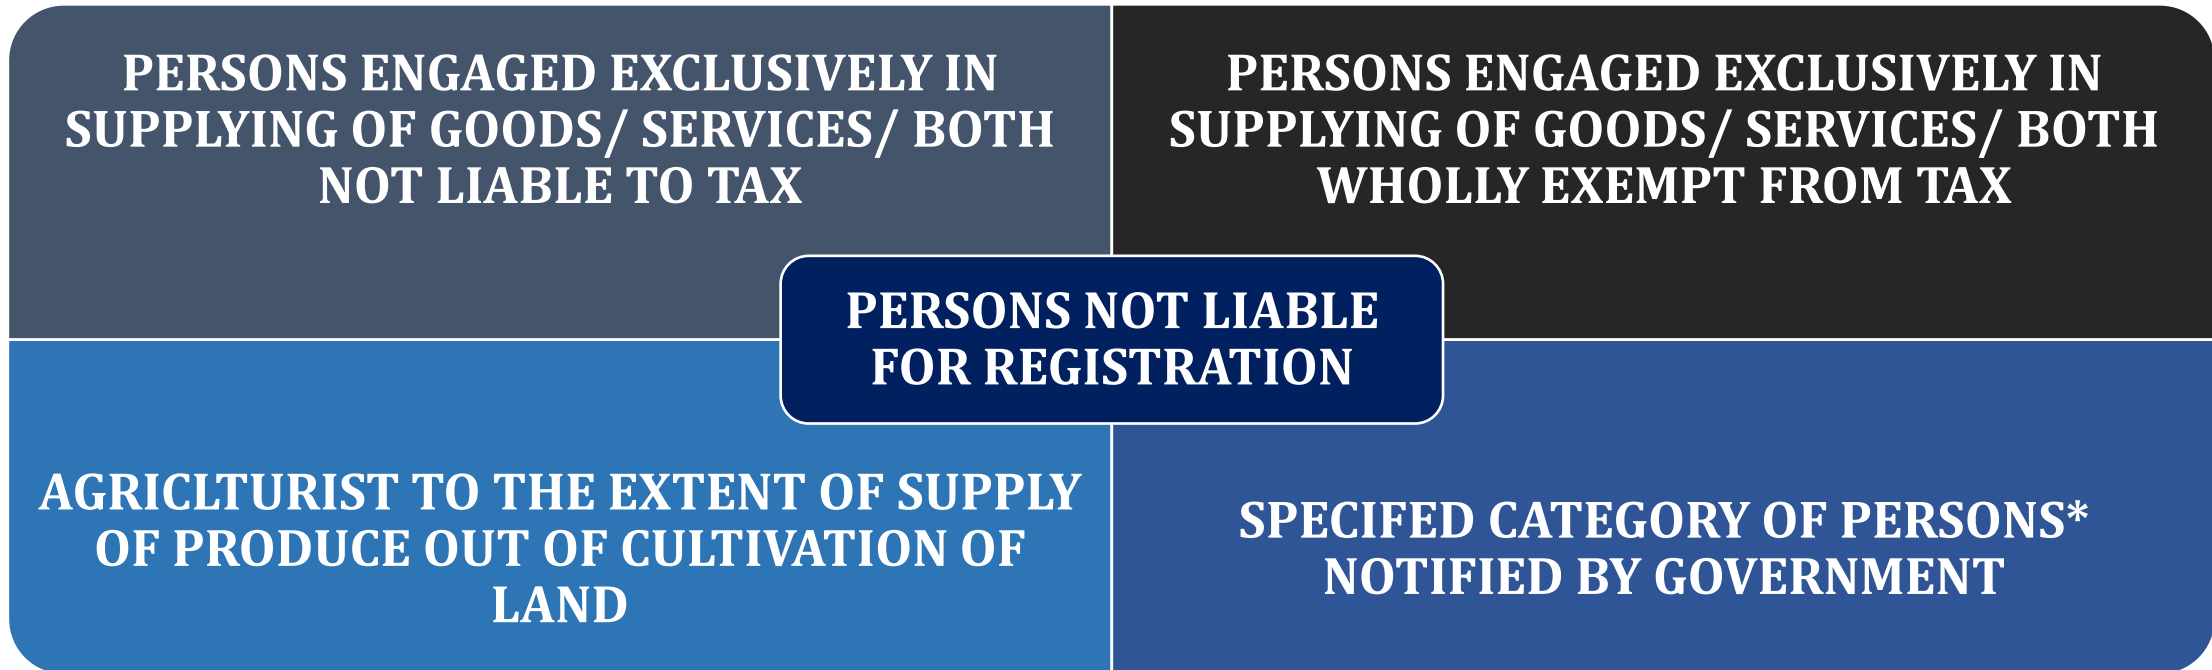 PERSONS ENGAGED EXCLUSIVELY IN
SUPPLYING OF GOODS/ SERVICES/ BOTH
NOT LIABLE TO TAX
PERSONS ENGAGED EXCLUSIVELY IN
SUPPLYING OF GOODS/ SERVICES/ BOTH
WHOLLY EXEMPT FROM TAX
PERSONS NOT LIABLE
FOR REGISTRATION
AGRICLTURIST TO THE EXTENT OF SUPPLY
OF PRODUCE OUT OF CULTIVATION OF
LAND
SPECIFED CATEGORY OF PERSONS*
NOTIFIED BY GOVERNMENT